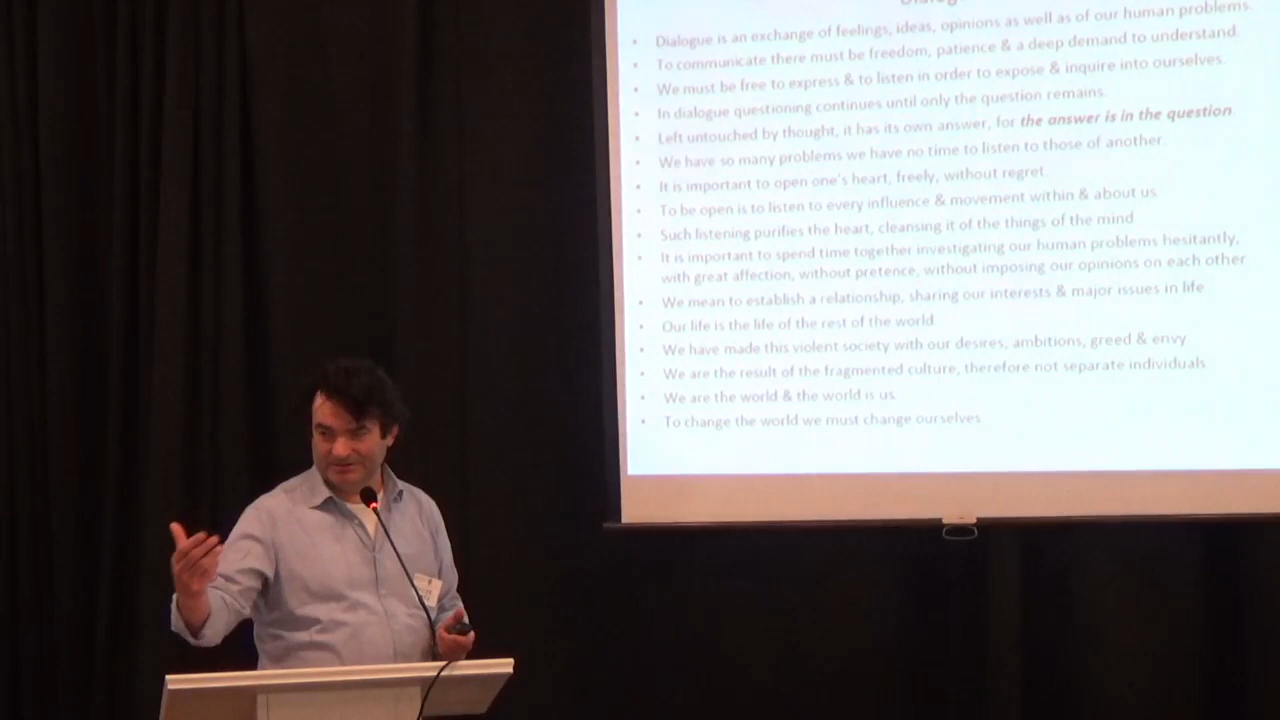 • Dialogue is an exchange of feelings, ideas, opinions as well as of our human problems.
• To communicate there must be freedom, patience & a deep demand to understand.
• We must be free to express & to listen in order to expose & inquire into ourselves.
• In dialogue questioning continues until only the question remains.
• Left untouched by thought, it has its own answer, for the answer is in the question.
• We have so many problems we have no time to listen to those of another.
• It is important to open one's heart, freely, without regret.
• To be open is to listen to every influence & movement within & about us
• Such listening purifies the heart, cleansing it of the things of the mind
• It is important to spend time together investigating our human problems hesitantly,
with great affection, without pretence, without imposing our opinions on each other
• We mean to establish a relationship, sharing our interests & major issues in life
• Our life is the life of the rest of the world
• We have made this violent society with our desires, ambitions, greed & envy
• We are the result of the fragmented culture, therefore not separate individuals
• We are the world & the world is us.
• To change the world we must change ourselves